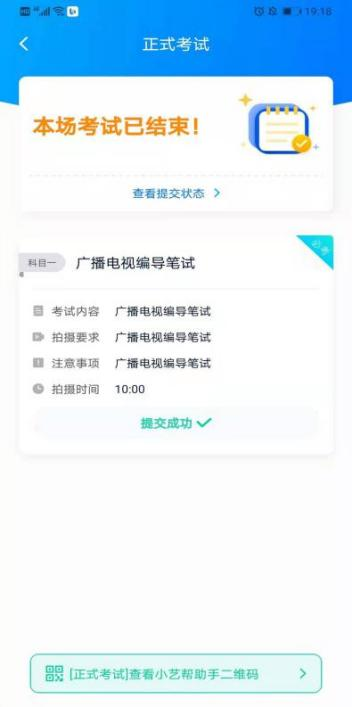 HD 19:18
正式考试
本场考试已结束!
查看提交状态 >
必考
科目一 广播电视编导笔试
考试内容 广播电视编导笔试
拍摄要求 广播电视编导笔试
注意事项 广播电视编导笔试
拍摄时间 10:00
提交成功
[正式考试]查看小艺帮助手二维码 >